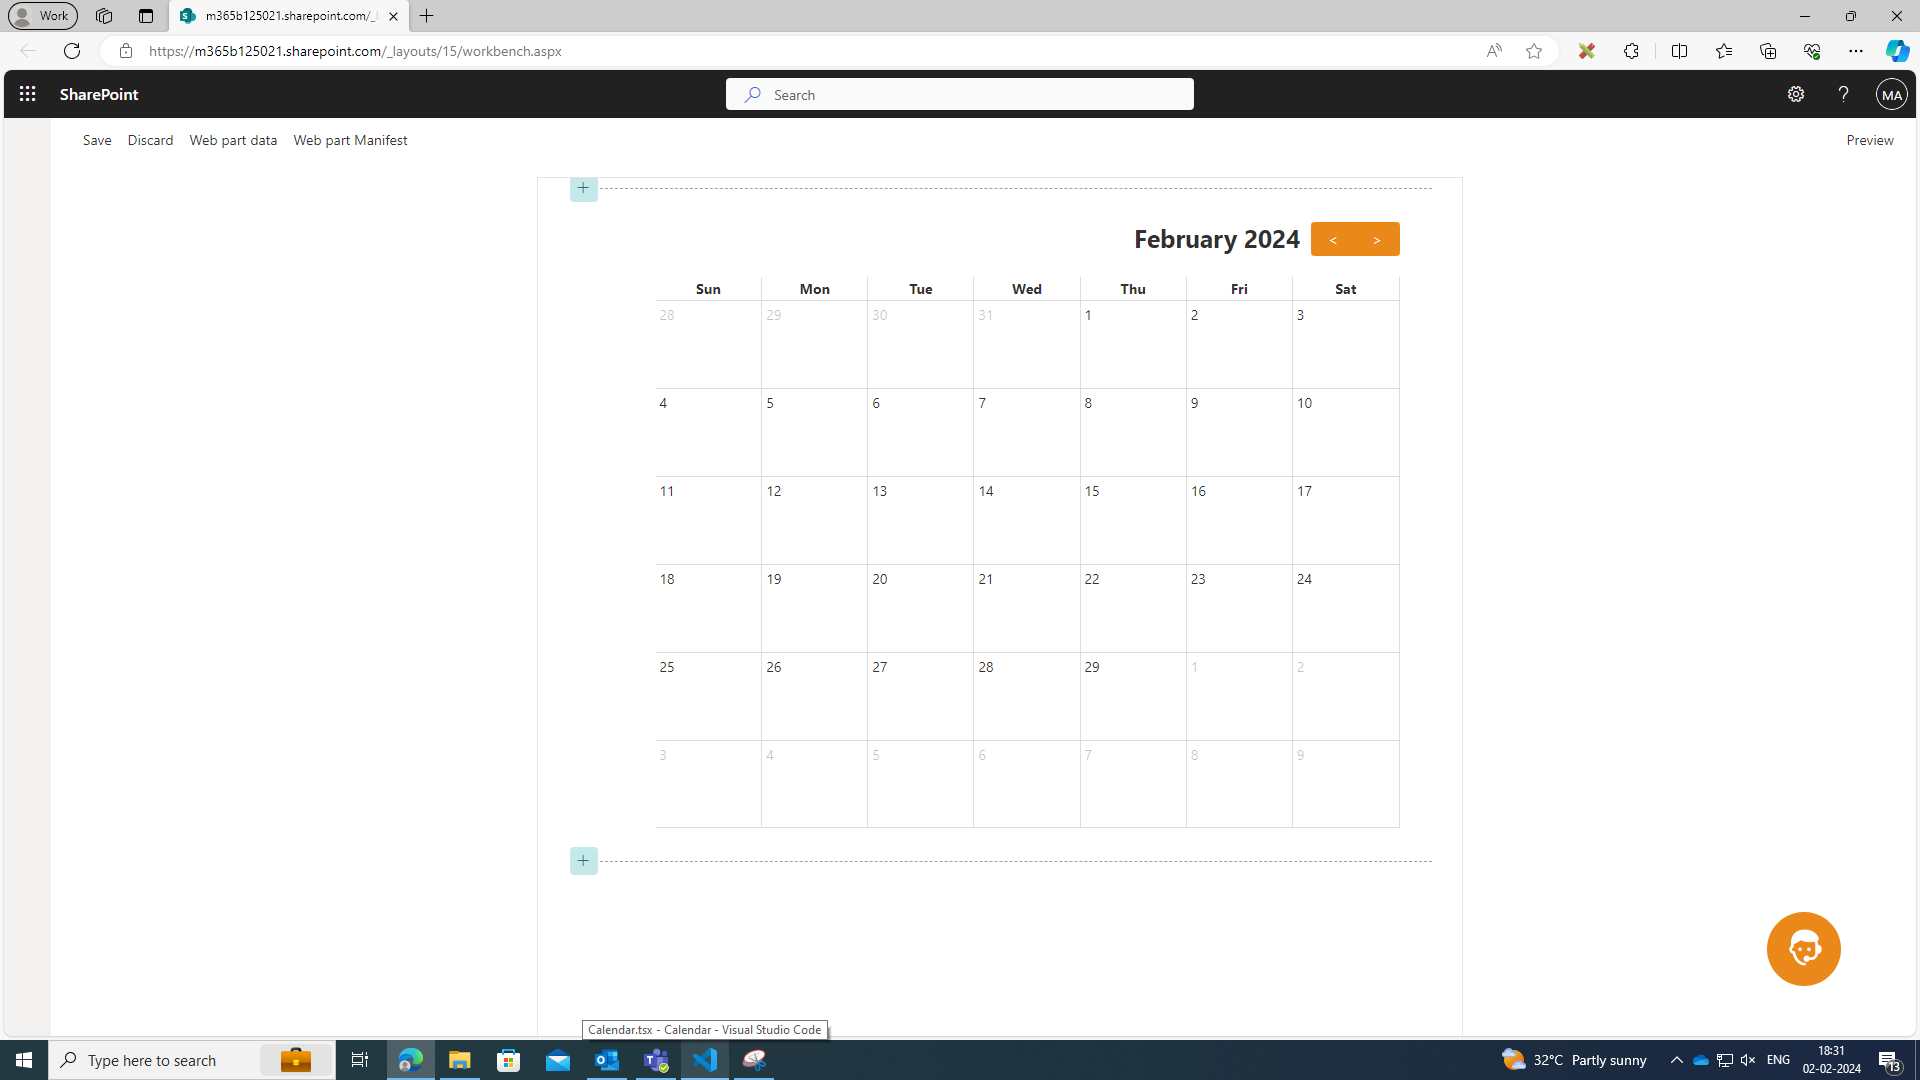 Work
m365b125021.sharepoint.com/_l
https://m365b125021.sharepoint.com/_layouts/15/workbench.aspx
SharePoint
Search
MA
Save Discard Web part data Web part Manifest
Preview
February 2024 < >
Sun Mon Tue Wed Thu Fri Sat
28 29 30 31 1 2 3
4 5 6 7 8 9 10
11 12 13 14 15 16 17
18 19 20 21 22 23 24
25 26 27 28 29 1 2
3 4 5 6 7 8 9
Calendar.tsx - Calendar - Visual Studio Code
Type here to search
32°C Partly sunny
ENG
18:31
02-02-2024
13